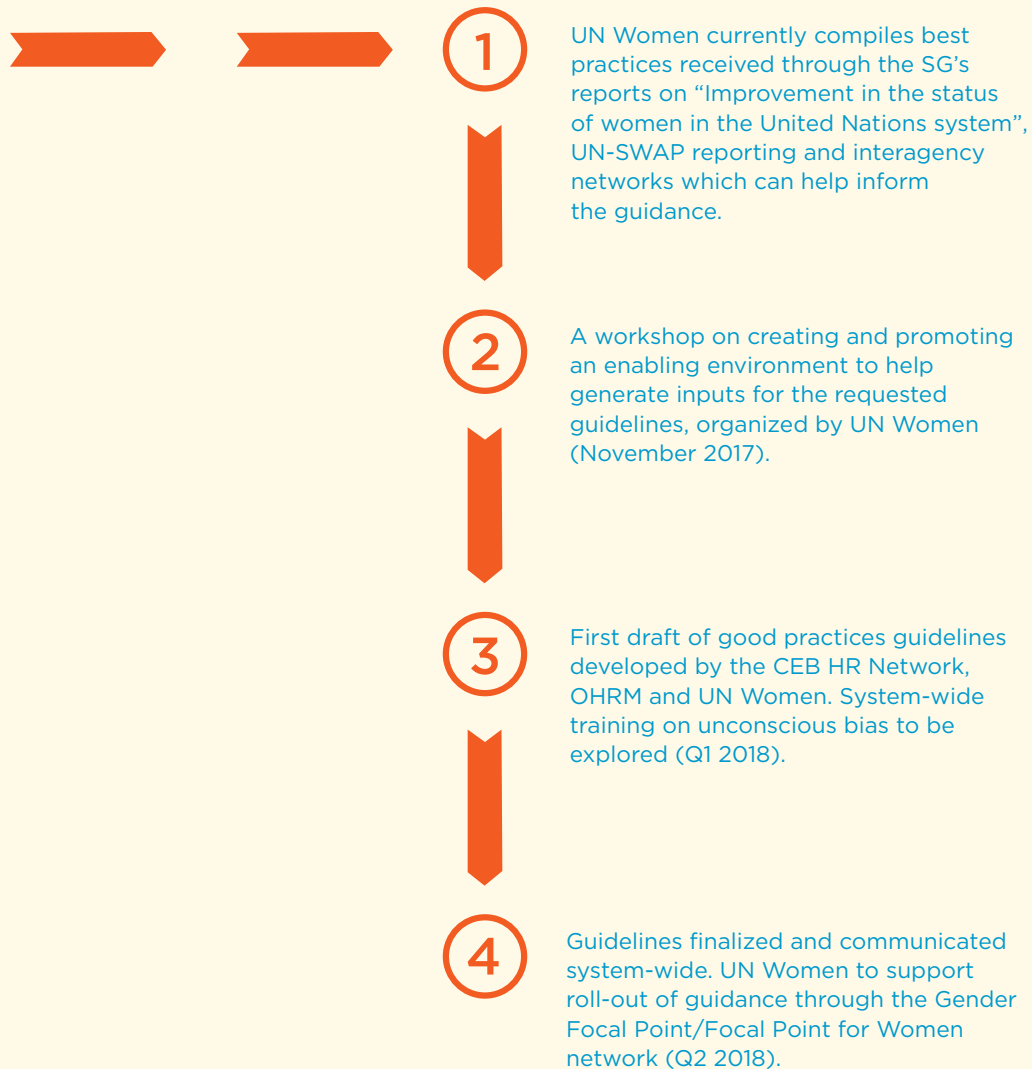 1
UN Women currently compiles best
practices received through the SG’s
reports on “Improvement in the status
of women in the United Nations system”,
UN-SWAP reporting and interagency
networks which can help inform
the guidance.
2
A workshop on creating and promoting
an enabling environment to help
generate inputs for the requested
guidelines, organized by UN Women
(November 2017).
3
First draft of good practices guidelines
developed by the CEB HR Network,
OHRM and UN Women. System-wide
training on unconscious bias to be
explored (Q1 2018).
4
Guidelines finalized and communicated
system-wide. UN Women to support
roll-out of guidance through the Gender
Focal Point/Focal Point for Women
network (Q2 2018).